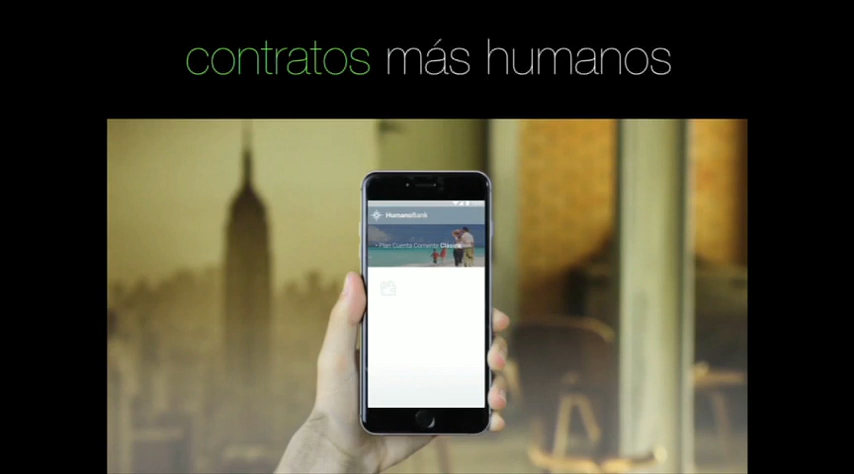 contratos más humanos
HumanoBank
• Plan Cuenta Corriente Clásica